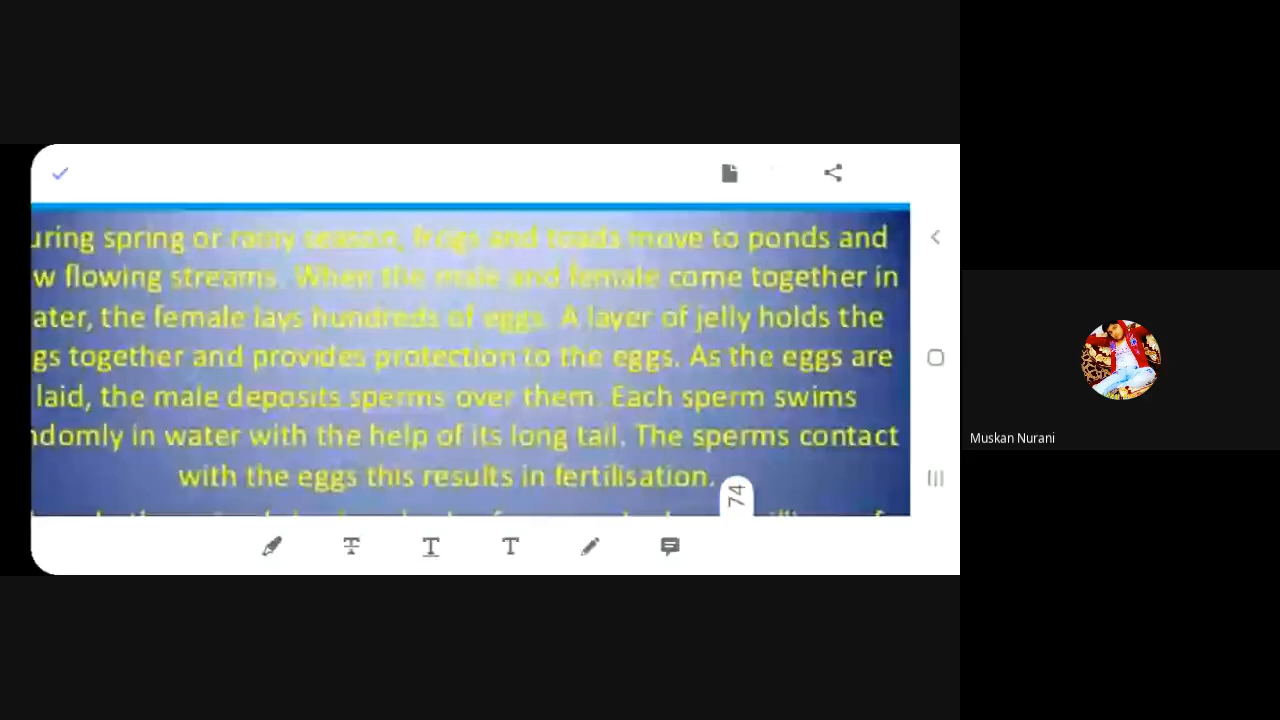 uring spring or rainy season, frogs and toads move to ponds and
w flowing streams. When the male and female come together in
ater, the female lays hundreds of eggs. A layer of jelly holds the
gs together and provides protection to the eggs. As the eggs are
laid, the male deposits sperms over them. Each sperm swims
ndomly in water with the help of its long tail. The sperms contact
with the eggs this results in fertilisation.
74
Muskan Nurani